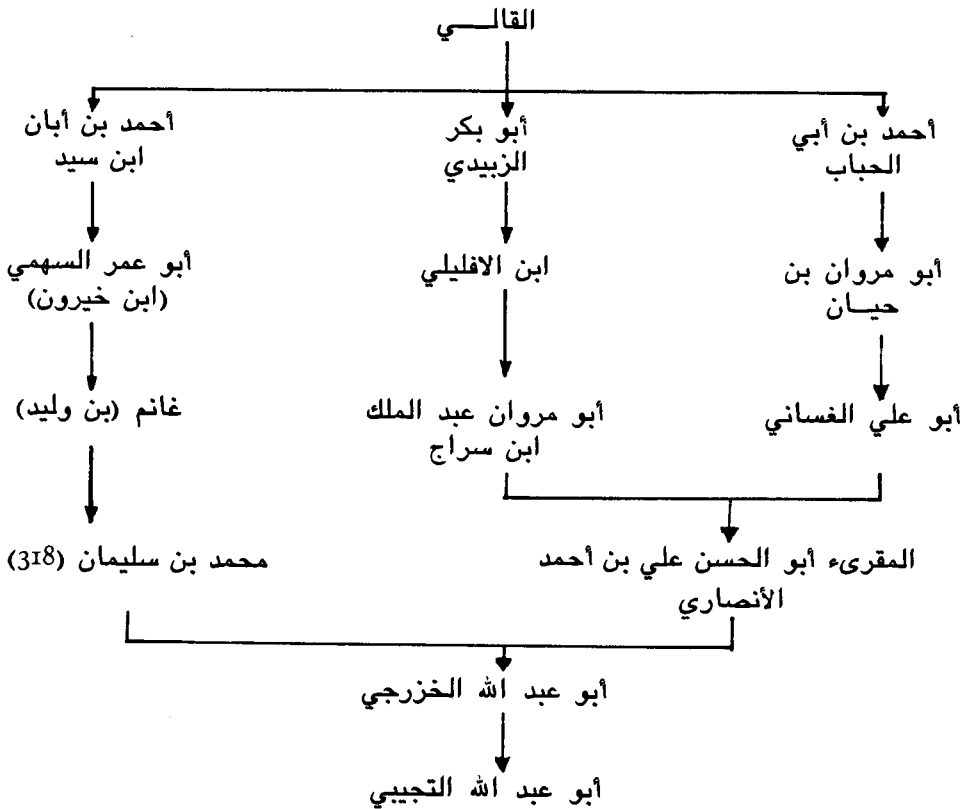 القالــــي
أحمد بن أبي
الحباب
أبو بكر
الزبيدي
أحمد بن أبان
ابن سيد
أبو مروان بن
حيـــان
ابن الافليلي
أبو عمر السهمي
(ابن خيرون)
أبو علي الغساني
أبو مروان عبد الملك
ابن سراج
غانم (بن وليد)
المقرىء أبو الحسن علي بن أحمد
الأنصاري
محمد بن سليمان (318)
أبو عبد الله الخزرجي
أبو عبد الله التجيبي